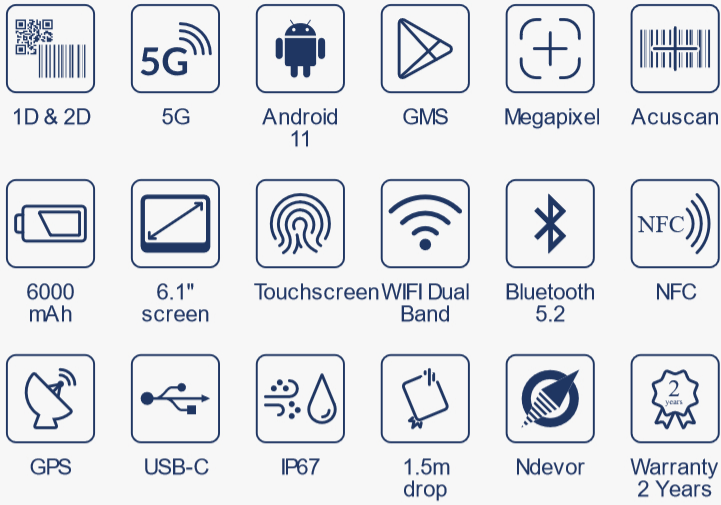 5G
1D & 2D
5G
Android
11
GMS
Megapixel
Acuscan
NFC
6000
mAh
6.1"
screen
Touchscreen
WIFI Dual
Band
Bluetooth
5.2
NFC
2
years
GPS
USB-C
IP67
1.5m
drop
Ndevor
Warranty
2 Years